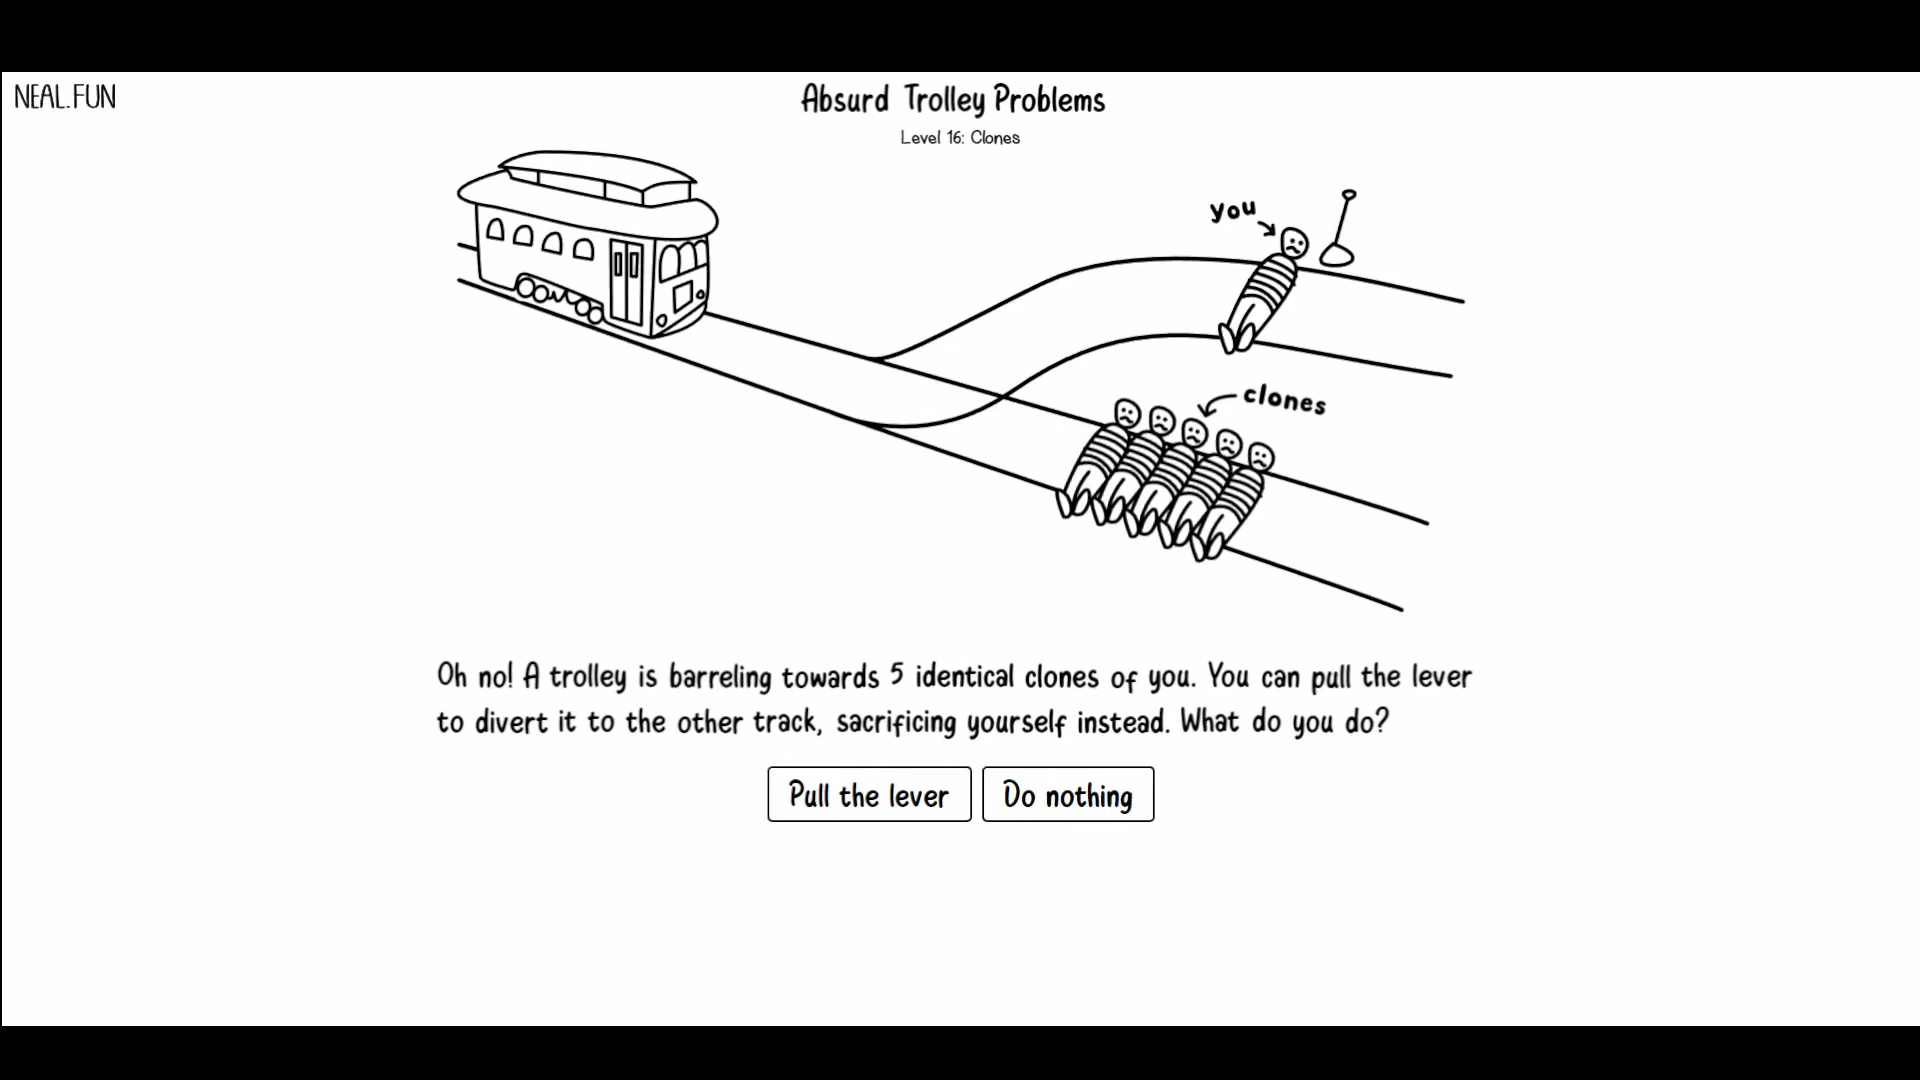 NEAL.FUN
Absurd Trolley Problems
Level 16: Clones
you
clones
Oh no! A trolley is barreling towards 5 identical clones of you. You can pull the lever
to divert it to the other track, sacrificing yourself instead. What do you do?
Pull the lever
Do nothing